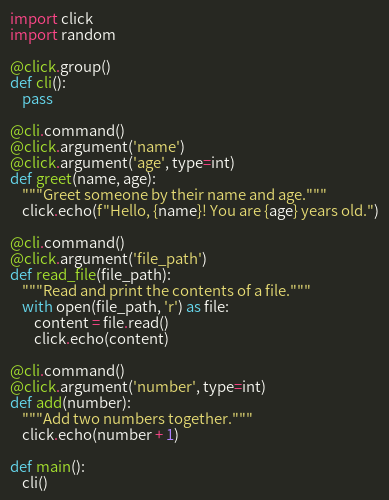 import click
import random

@click.group()
def cli():
    pass

@cli.command()
@click.argument('name')
@click.argument('age', type=int)
def greet(name, age):
    """Greet someone by their name and age."""
    click.echo(f"Hello, {name}! You are {age} years old.")

@cli.command()
@click.argument('file_path')
def read_file(file_path):
    """Read and print the contents of a file."""
    with open(file_path, 'r') as file:
        content = file.read()
        click.echo(content)

@cli.command()
@click.argument('number', type=int)
def add(number):
    """Add two numbers together."""
    click.echo(number + 1)

def main():
    cli()